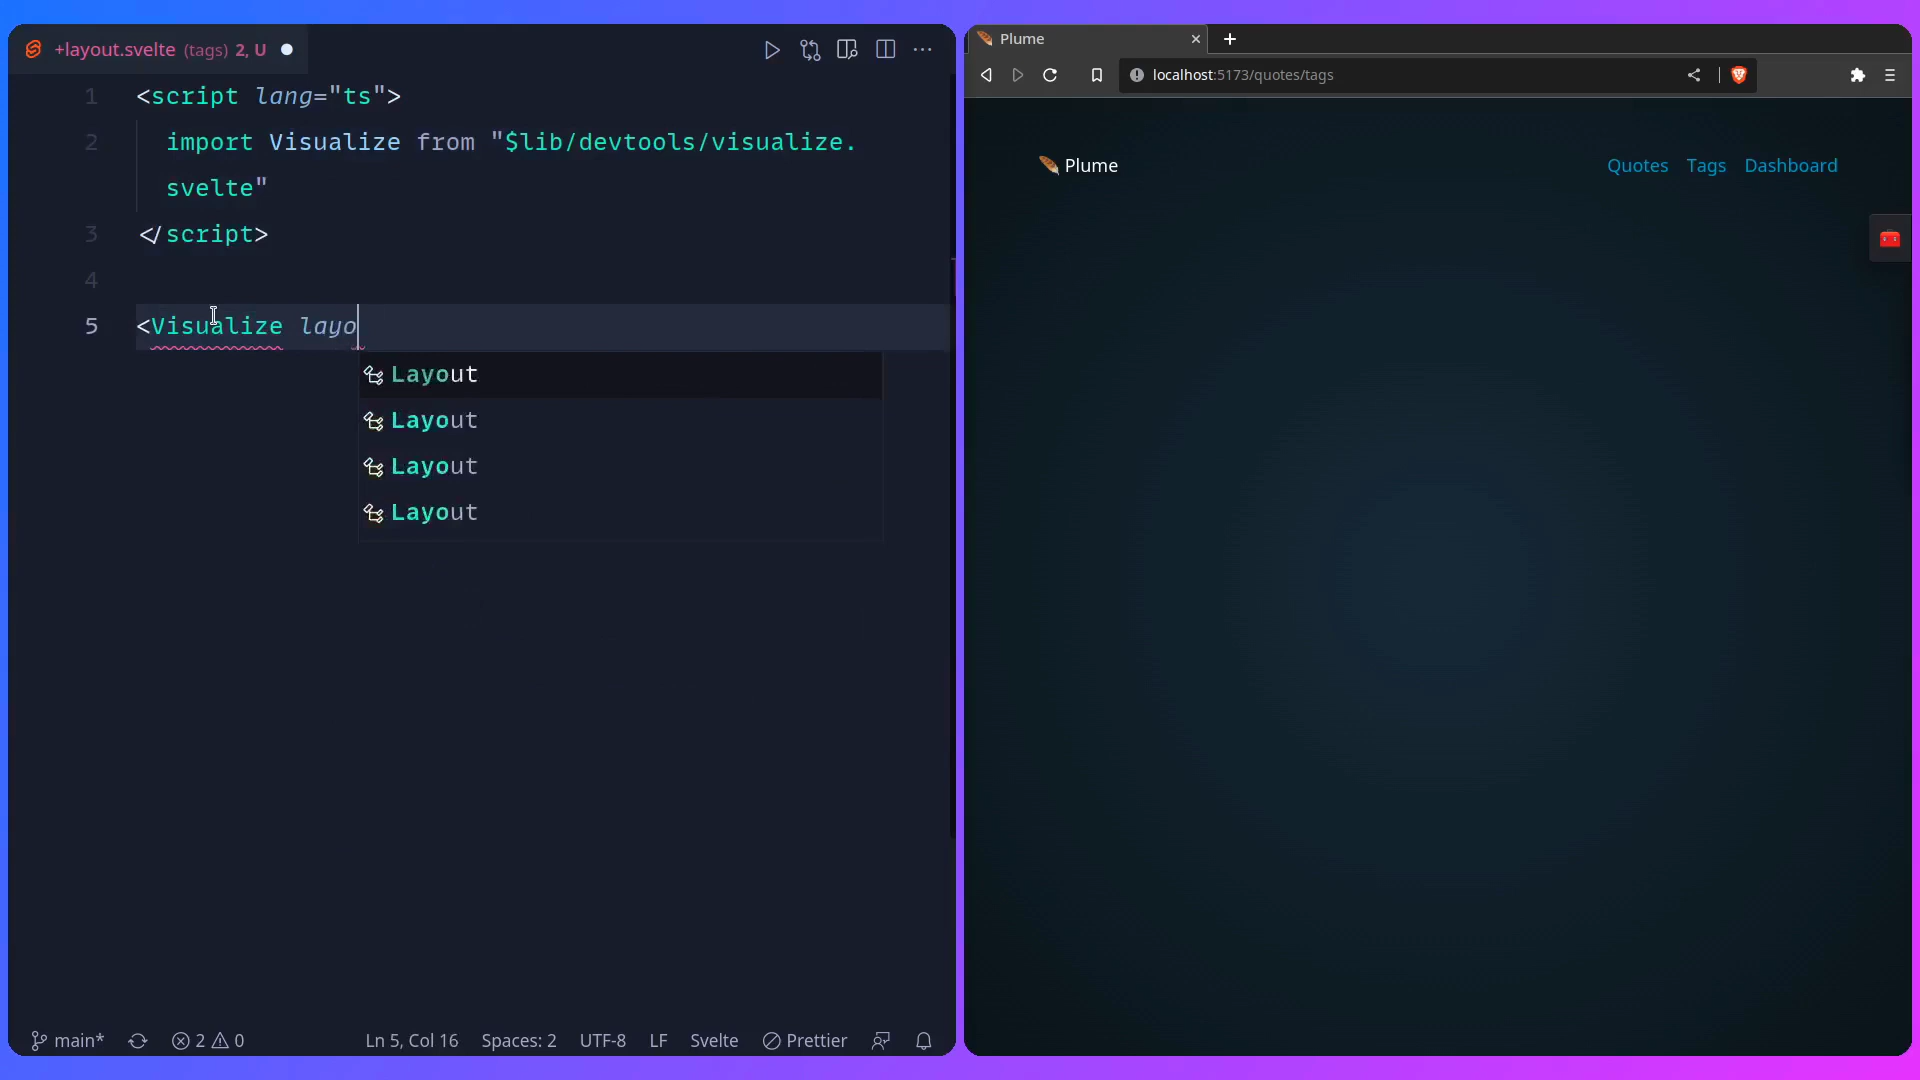 +layout.svelte (tags) 2, U
1 <script lang="ts">
2 import Visualize from "$lib/devtools/visualize.
svelte"
3 </script>
4
5 <Visualize layo
Layout
Layout
Layout
Layout
main* 2 0 Ln 5, Col 16 Spaces: 2 UTF-8 LF Svelte Prettier
Plume
localhost:5173/quotes/tags
Plume Quotes Tags Dashboard